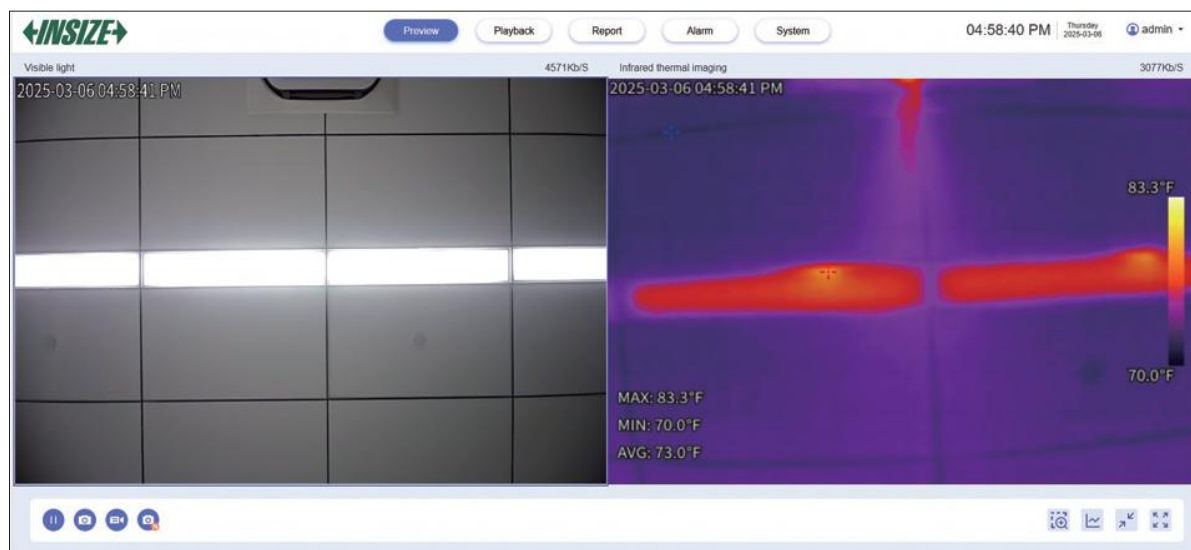 INSIZE
Preview
Playback
Report
Alarm
System
04:58:40 PM
Thursday
2025-03-06
admin
Visible light
4571Kb/S
Infrared thermal imaging
3077Kb/S
2025-03-06 04:58:41 PM
2025-03-06 04:58:41 PM
83.3°F
70.0°F
MAX: 83.3°F
MIN: 70.0°F
AVG: 73.0°F